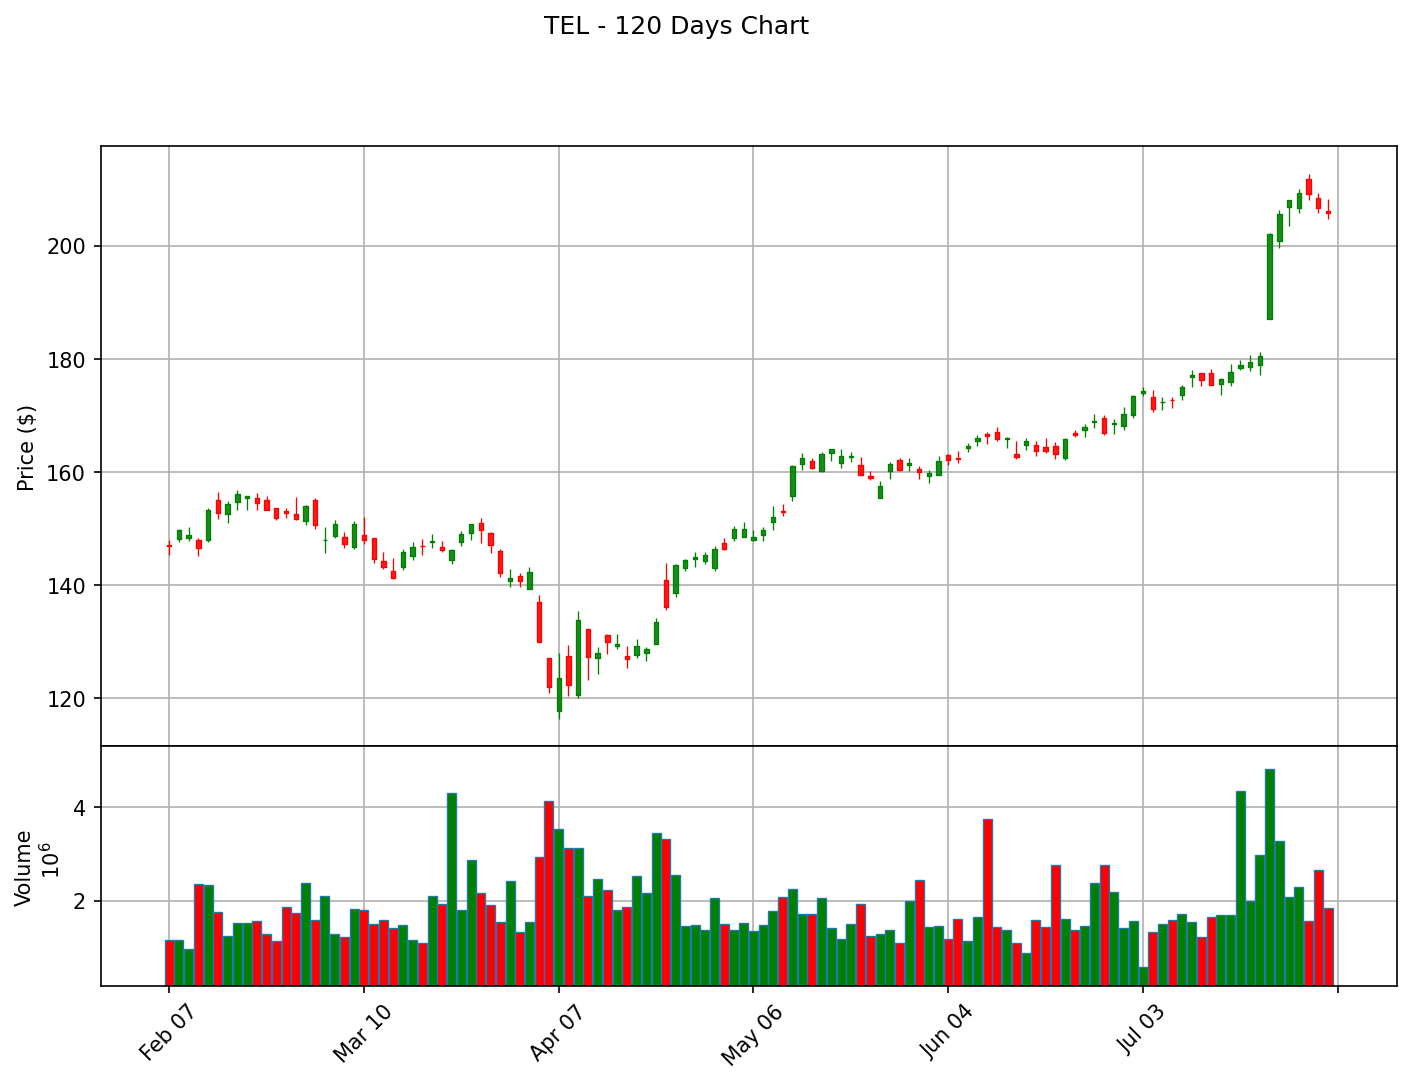 TEL - 120 Days Chart
Price ($)
200
180
160
140
120
Volume
10^6
4
2
Feb 07
Mar 10
Apr 07
May 06
Jun 04
Jul 03